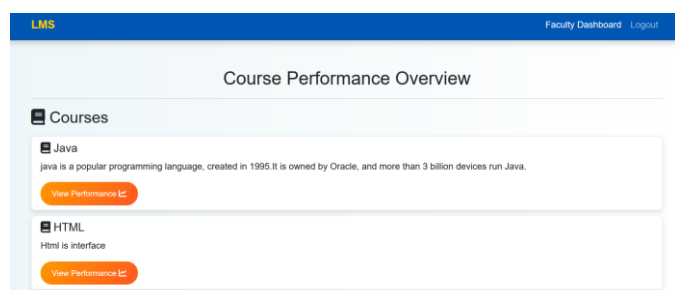 LMS
Faculty Dashboard Logout
Course Performance Overview
Courses
Java
java is a popular programming language, created in 1995.It is owned by Oracle, and more than 3 billion devices run Java.
View Performance
HTML
Html is interface
View Performance